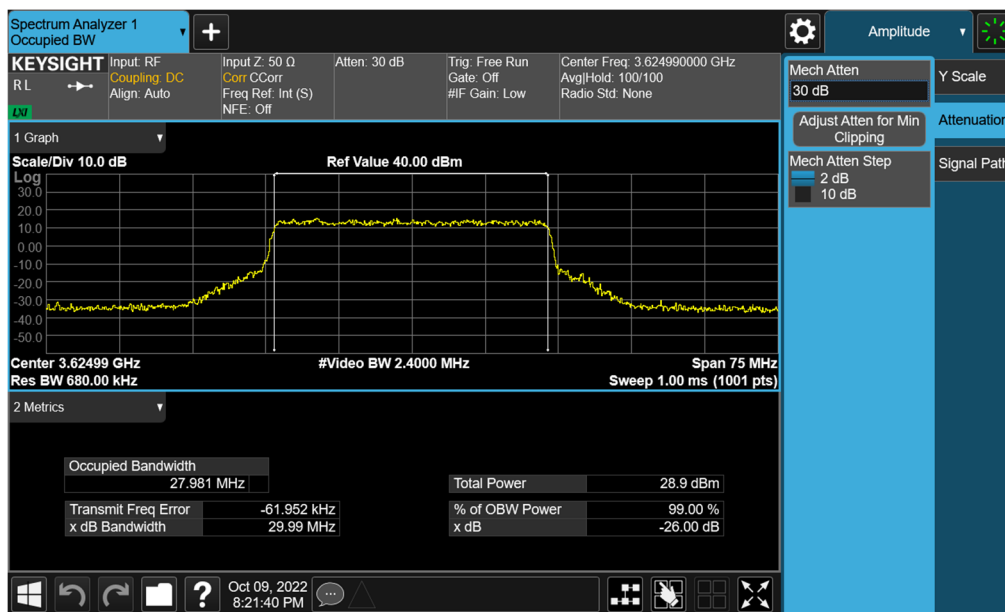 Spectrum Analyzer 1
Occupied BW
+
Amplitude
KEYSIGHT
Input: RF
Input Z: 50 Ω
Atten: 30 dB
Trig: Free Run
Center Freq: 3.624990000 GHz
RL
Coupling: DC
Corr CCorr
Gate: Off
Avg|Hold: 100/100
Align: Auto
Freq Ref: Int (S)
#IF Gain: Low
Radio Std: None
NFE: Off
LXI
Mech Atten
30 dB
Adjust Atten for Min
Clipping
Mech Atten Step
2 dB
10 dB
Y Scale
Attenuation
Signal Path
1 Graph
Scale/Div 10.0 dB
Ref Value 40.00 dBm
Log
30.0
20.0
10.0
0.00
-10.0
-20.0
-30.0
-40.0
-50.0
Center 3.62499 GHz
#Video BW 2.4000 MHz
Span 75 MHz
Res BW 680.00 kHz
Sweep 1.00 ms (1001 pts)
2 Metrics
Occupied Bandwidth
27.981 MHz
Total Power
28.9 dBm
Transmit Freq Error
-61.952 kHz
% of OBW Power
99.00 %
x dB Bandwidth
29.99 MHz
x dB
-26.00 dB
?
Oct 09, 2022
8:21:40 PM